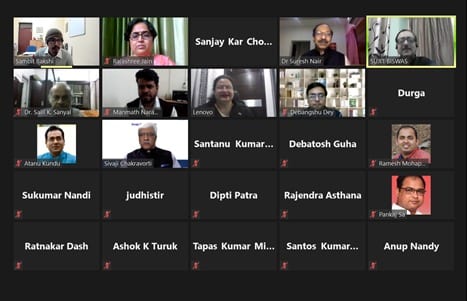 Sambit Bakshi
Rajashree Jain
Sanjay Kar Cho...
Dr Suresh Nair
SUJIT BISWAS
Dr. Salil K. Sanyal
Manmath Nara...
Lenovo
Debangshu Dey
Durga
Atanu Kundu
Sivaji Chakravorti
Santanu Kumar...
Debatosh Guha
Ramesh Mohap...
Sukumar Nandi
judhistir
Dipti Patra
Rajendra Asthana
Pankaj Sa
Ratnakar Dash
Ashok K Turuk
Tapas Kumar Mi...
Santos Kumar...
Anup Nandy